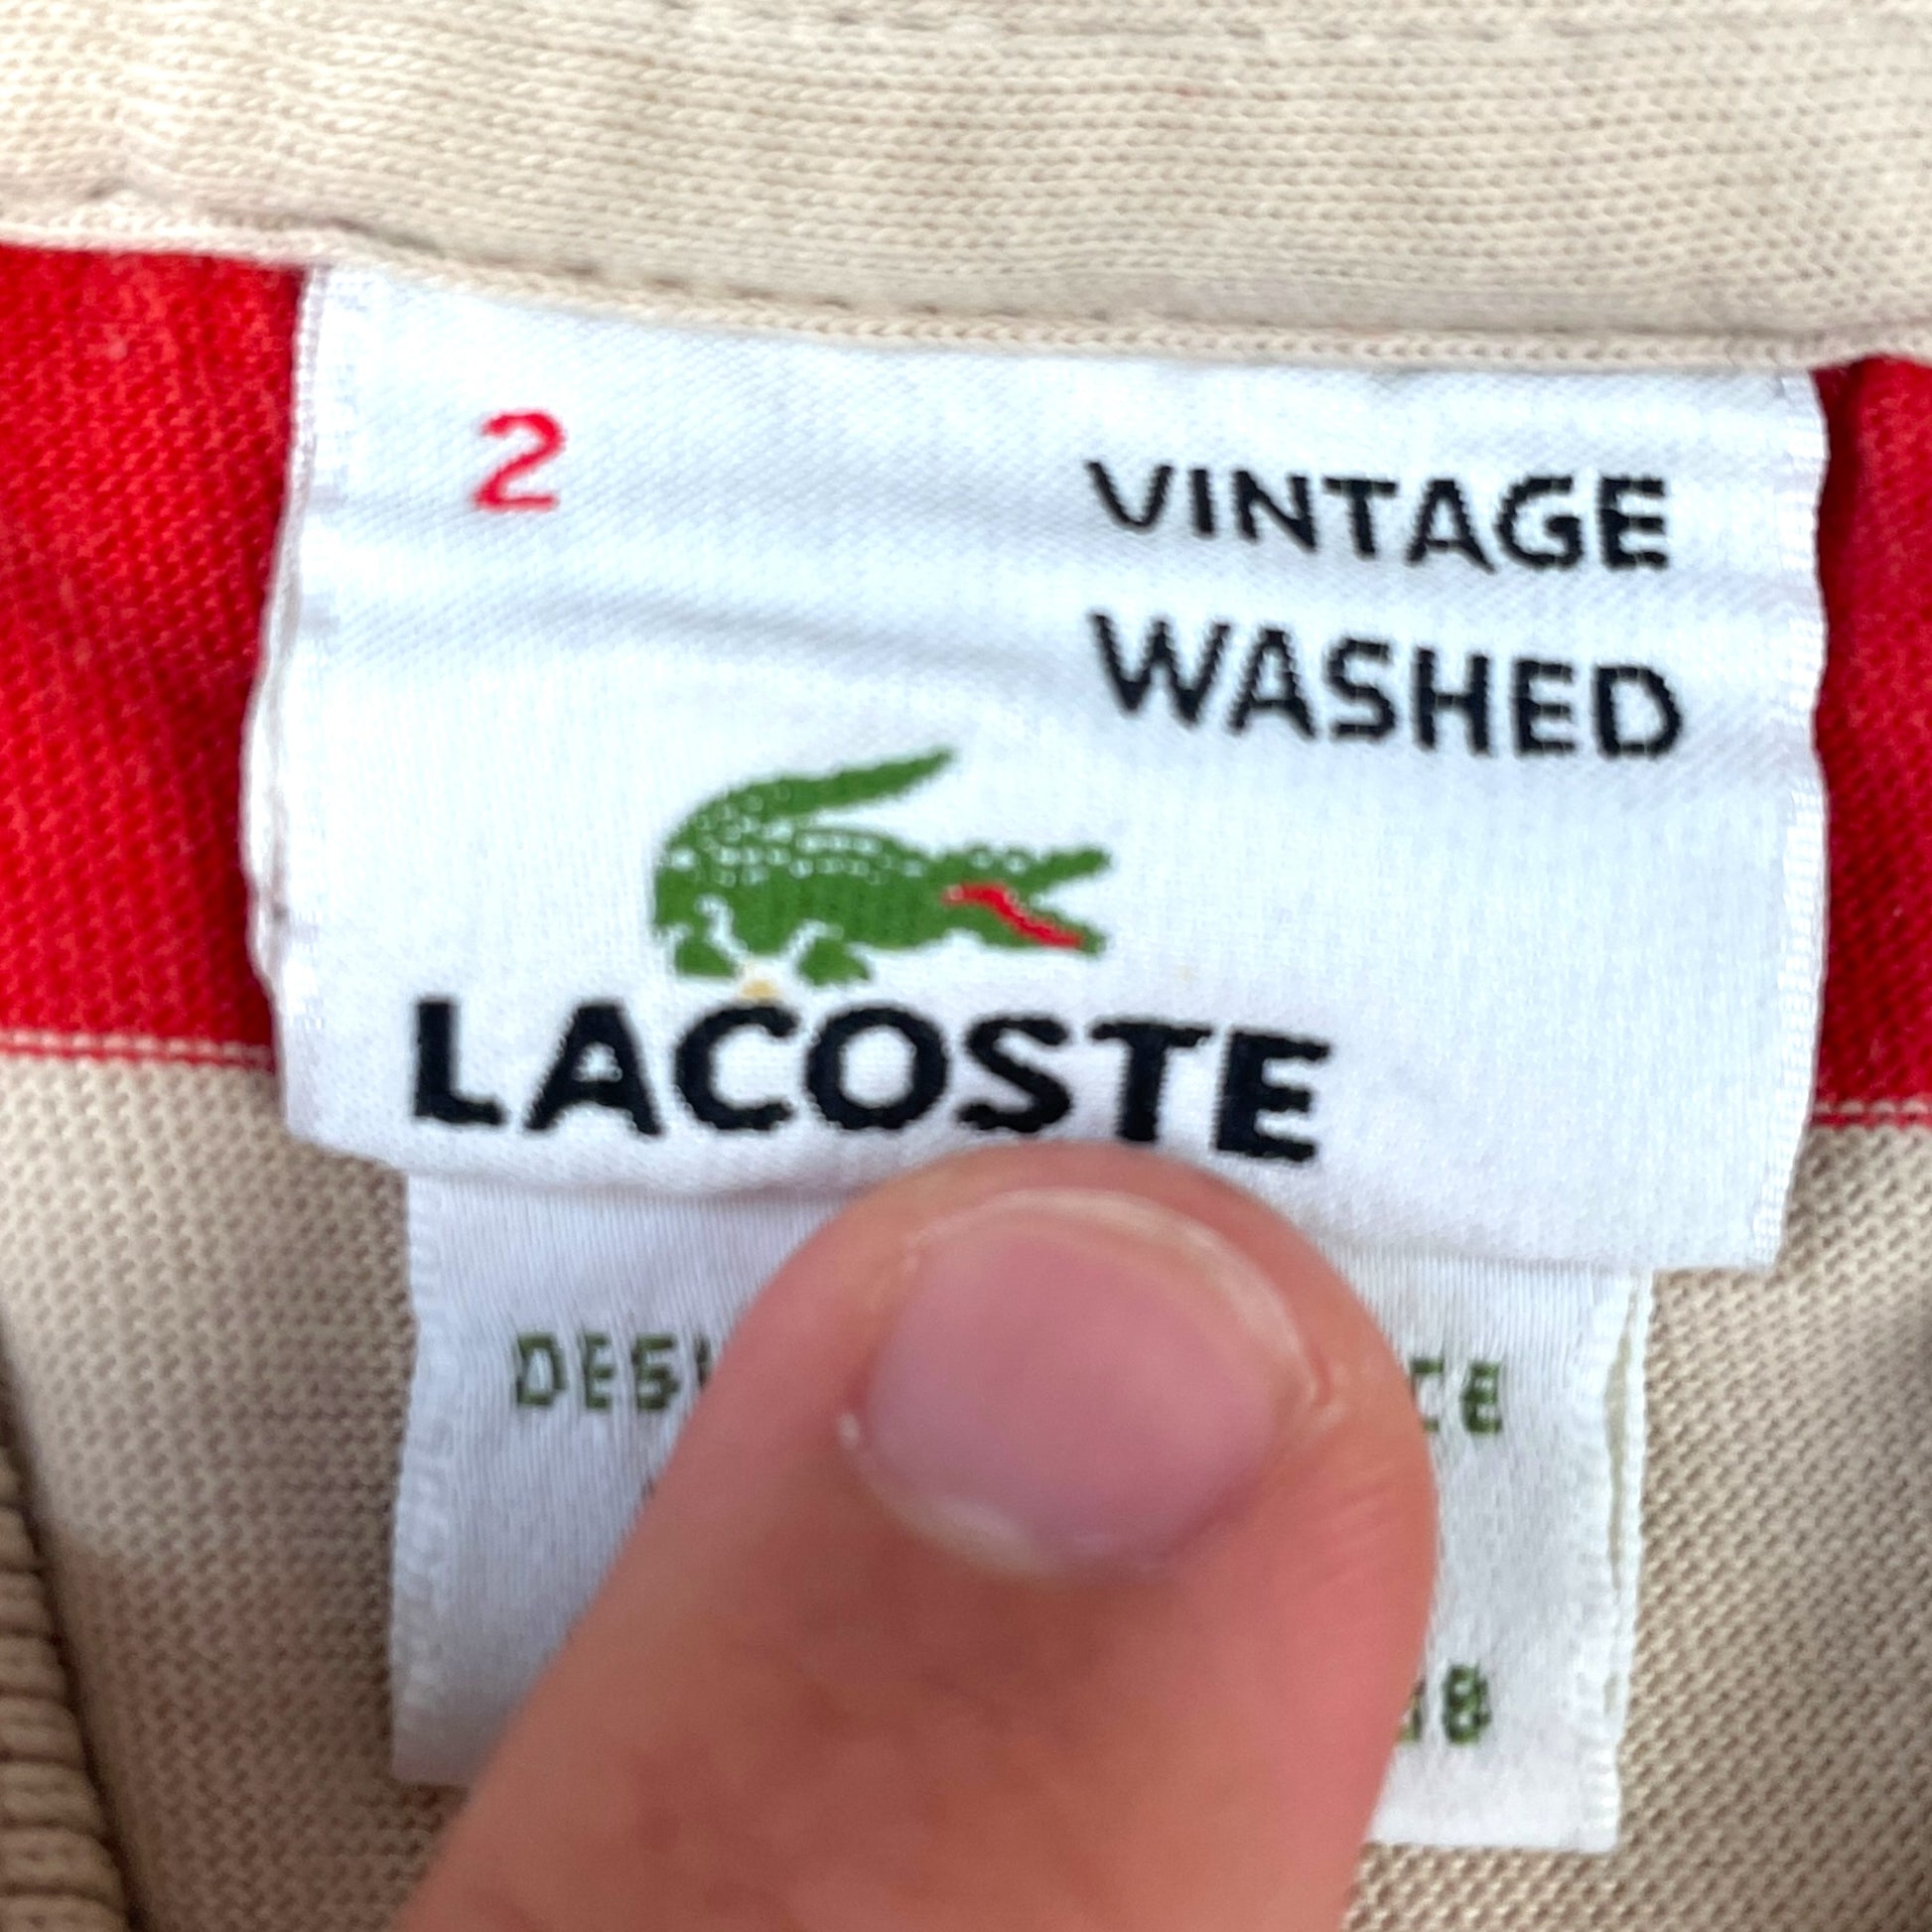 2
VINTAGE
WASHED
LACOSTE